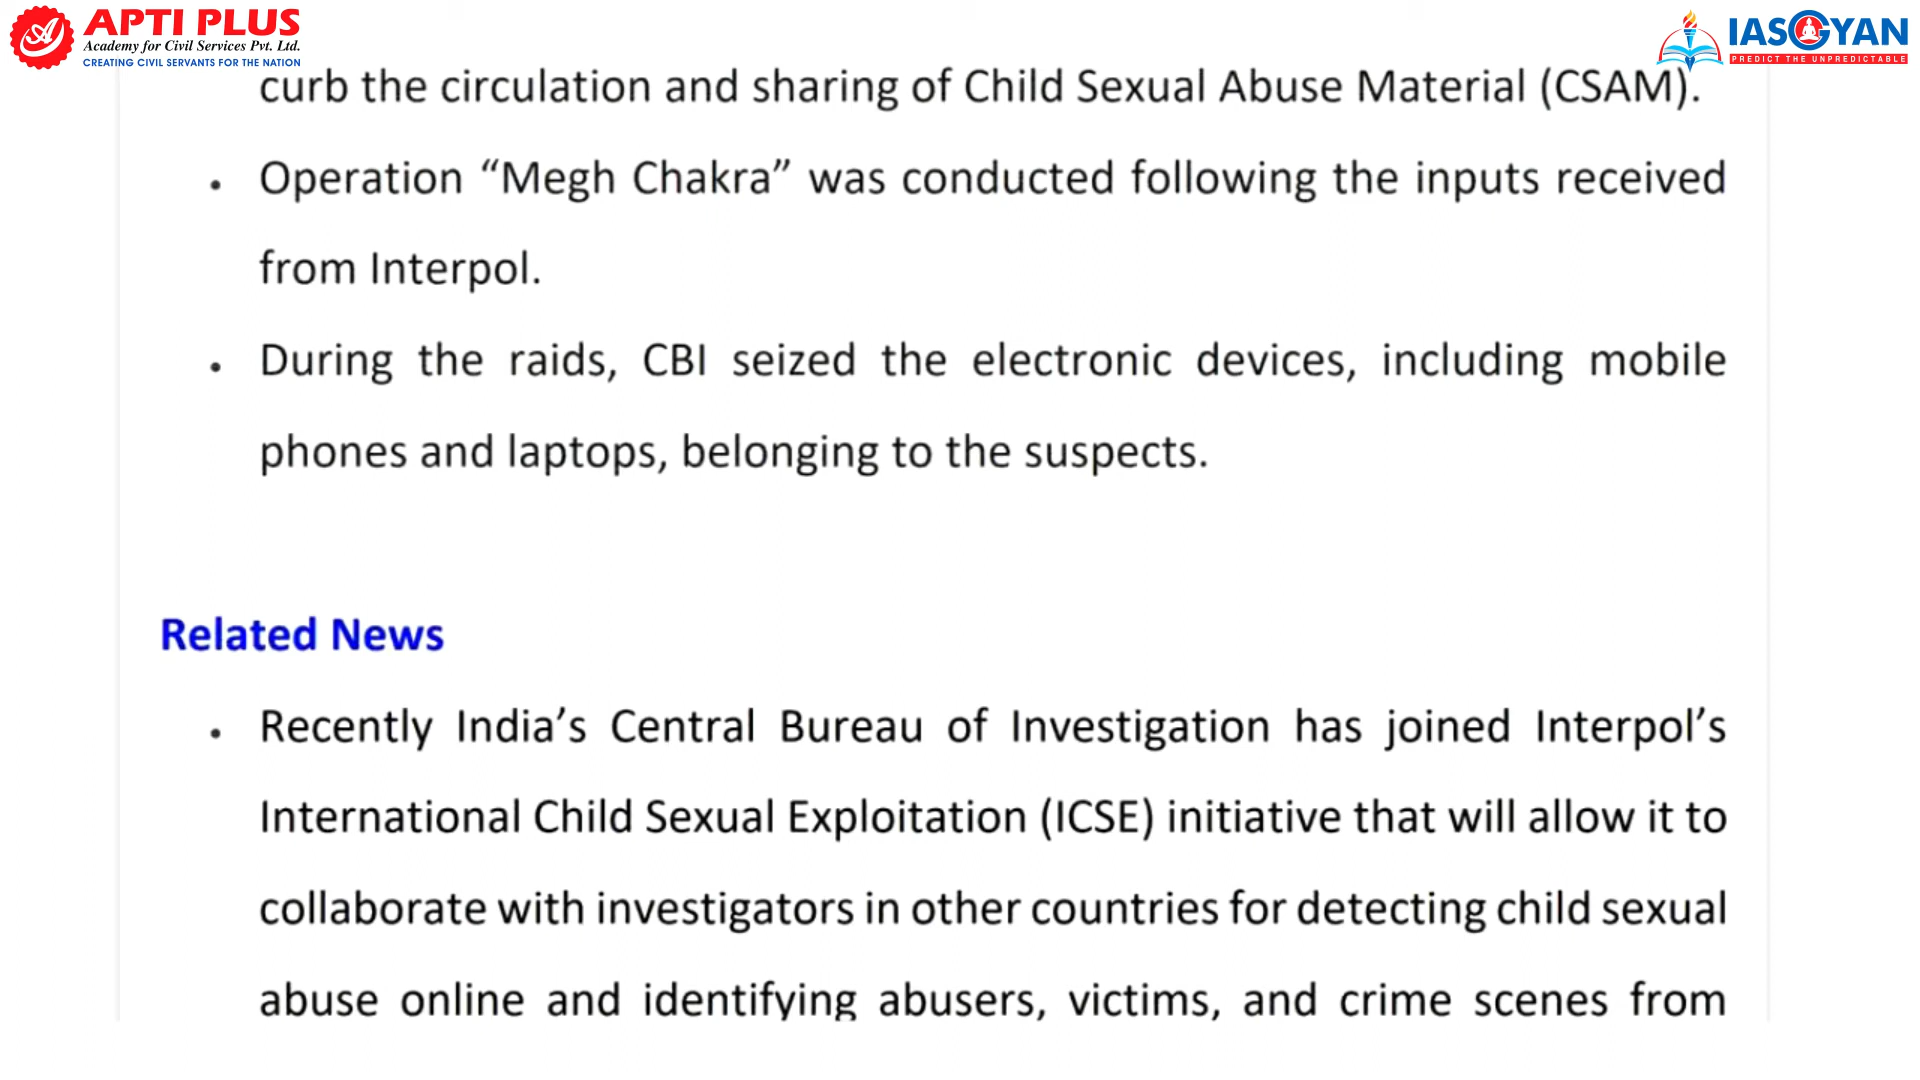 APTI PLUS
Academy for Civil Services Pvt. Ltd.
CREATING CIVIL SERVANTS FOR THE NATION
IASGYAN
PREDICT THE UNPREDICTABLE
curb the circulation and sharing of Child Sexual Abuse Material (CSAM).
• Operation “Megh Chakra” was conducted following the inputs received
from Interpol.
• During the raids, CBI seized the electronic devices, including mobile
phones and laptops, belonging to the suspects.
Related News
• Recently India’s Central Bureau of Investigation has joined Interpol’s
International Child Sexual Exploitation (ICSE) initiative that will allow it to
collaborate with investigators in other countries for detecting child sexual
abuse online and identifying abusers, victims, and crime scenes from